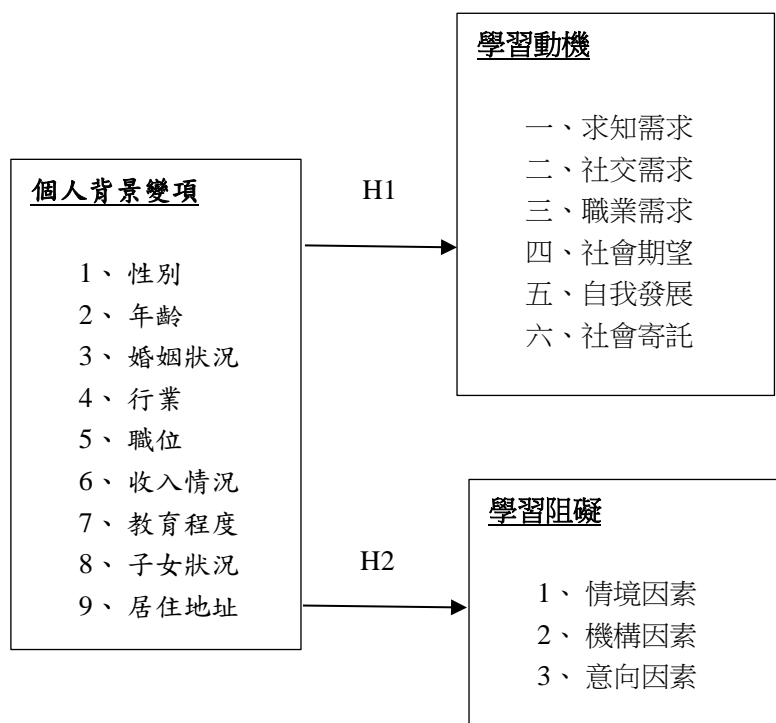 學習動機
一、求知需求
二、社交需求
三、職業需求
四、社會期望
五、自我發展
六、社會寄託
個人背景變項
1、 性別
2、 年齡
3、 婚姻狀況
4、 行業
5、 職位
6、 收入情況
7、 教育程度
8、 子女狀況
9、 居住地址
H1
H2
學習阻礙
1、 情境因素
2、 機構因素
3、 意向因素